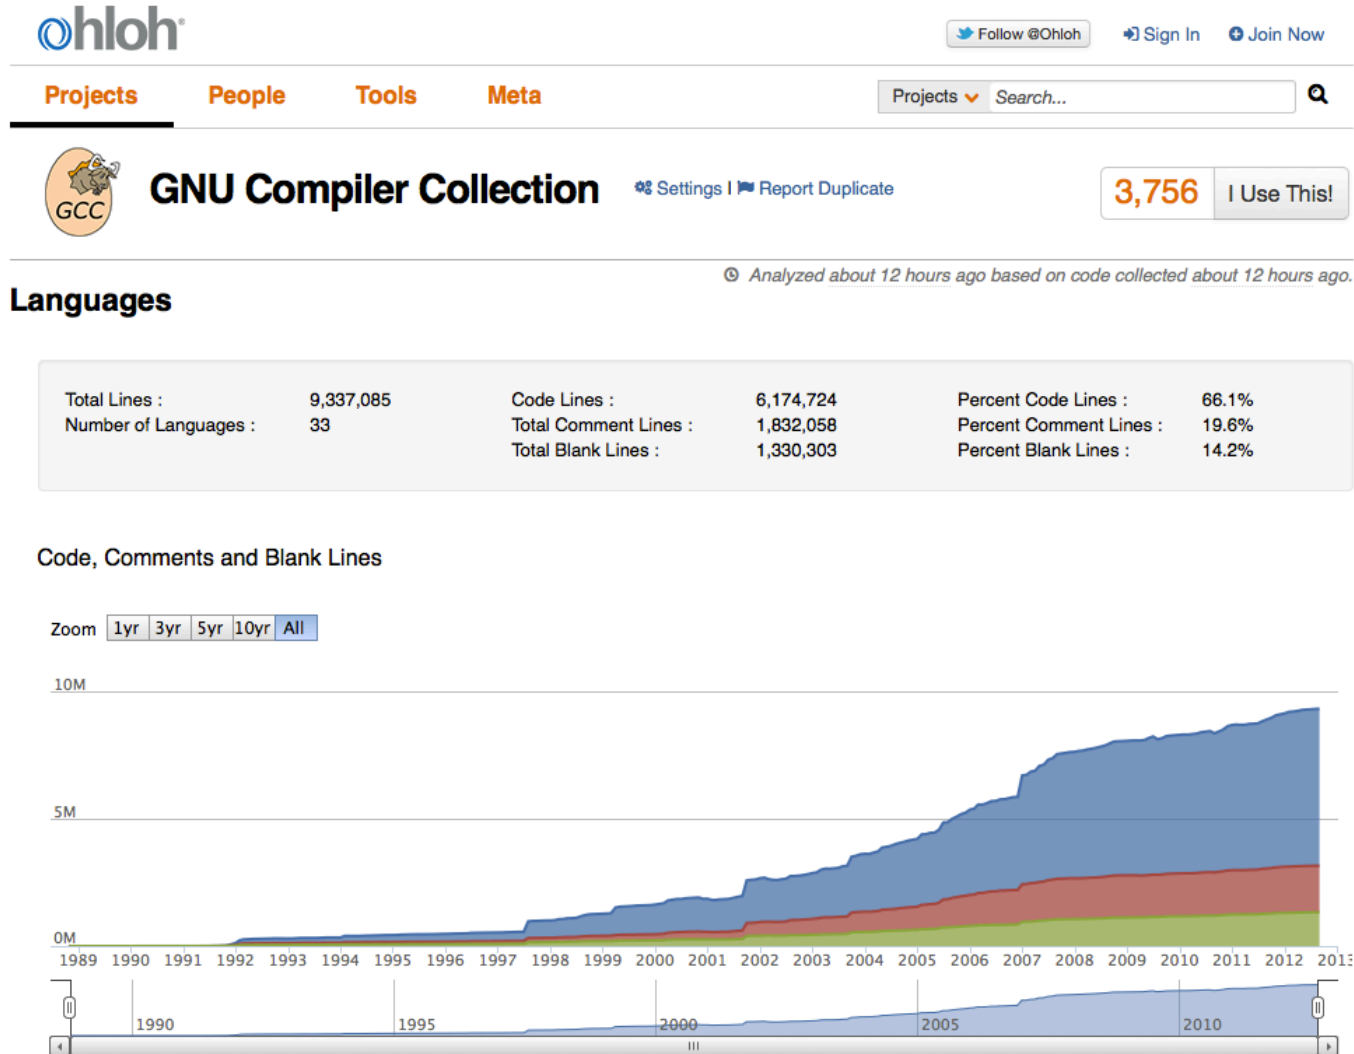 ohloh
Follow @Ohloh Sign In Join Now
Projects People Tools Meta Projects Search...
GCC
GNU Compiler Collection Settings I Report Duplicate 3,756 I Use This!
Analyzed about 12 hours ago based on code collected about 12 hours ago.
Languages
Total Lines : 9,337,085 Code Lines : 6,174,724 Percent Code Lines : 66.1%
Number of Languages : 33 Total Comment Lines : 1,832,058 Percent Comment Lines : 19.6%
Total Blank Lines : 1,330,303 Percent Blank Lines : 14.2%
Code, Comments and Blank Lines
Zoom 1yr 3yr 5yr 10yr All
10M
5M
0M
1989 1990 1991 1992 1993 1994 1995 1996 1997 1998 1999 2000 2001 2002 2003 2004 2005 2006 2007 2008 2009 2010 2011 2012 2013
1990 1995 2000 2005 2010